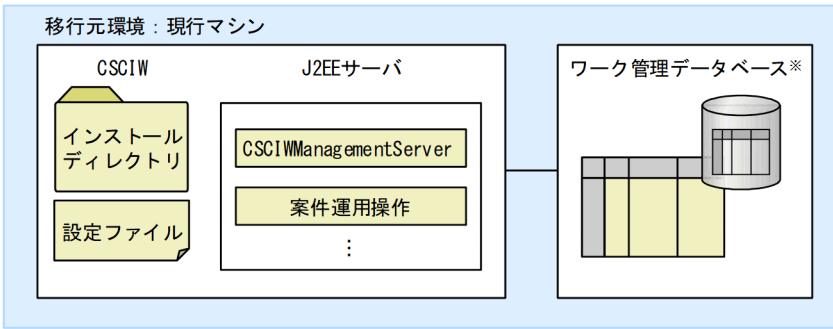 移行元環境：現行マシン
CSCIW
J2EEサーバ
ワーク管理データベース※
インストール
ディレクトリ
CSCIWManagementServer
案件運用操作
設定ファイル
⋮